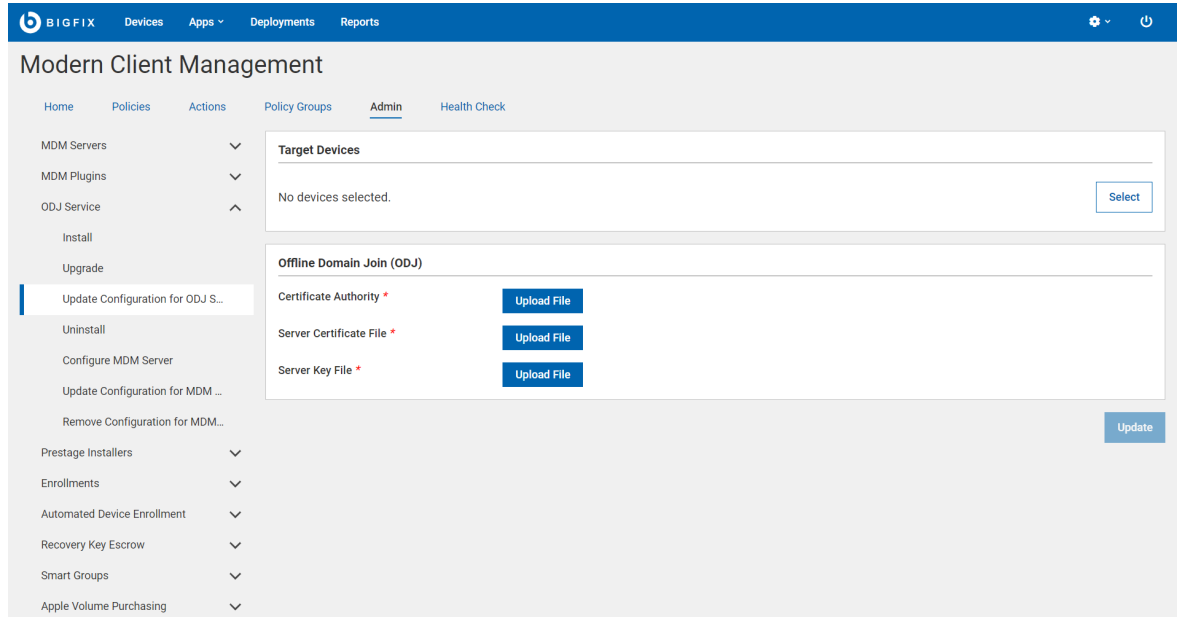 BIGFIX Devices Apps Deployments Reports
Modern Client Management
Home Policies Actions Policy Groups Admin Health Check
MDM Servers
MDM Plugins
ODJ Service
Install
Upgrade
Update Configuration for ODJ S...
Uninstall
Configure MDM Server
Update Configuration for MDM ...
Remove Configuration for MDM...
Prestage Installers
Enrollments
Automated Device Enrollment
Recovery Key Escrow
Smart Groups
Apple Volume Purchasing
Target Devices
No devices selected. Select
Offline Domain Join (ODJ)
Certificate Authority * Upload File
Server Certificate File * Upload File
Server Key File * Upload File
Update